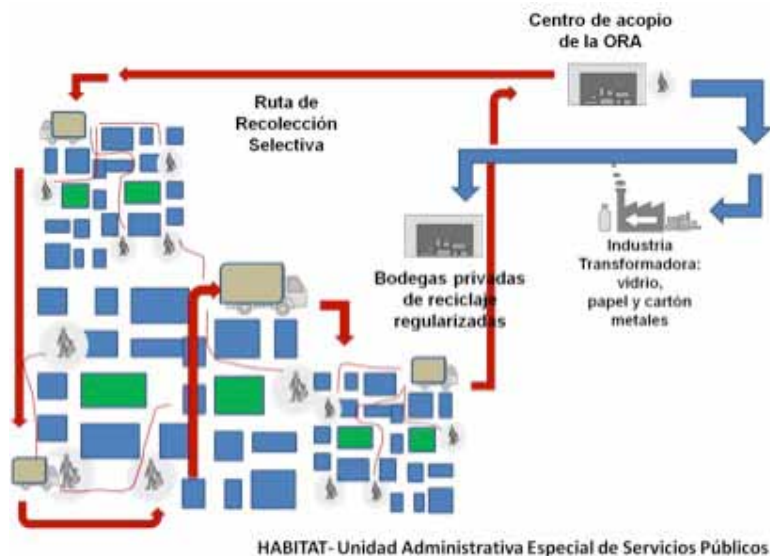 Centro de acopio
de la ORA
Ruta de
Recolección
Selectiva
Bodegas privadas
de reciclaje
regularizadas
Industria
Transformadora:
vidrio,
papel y cartón
metales
HABITAT- Unidad Administrativa Especial de Servicios Públicos